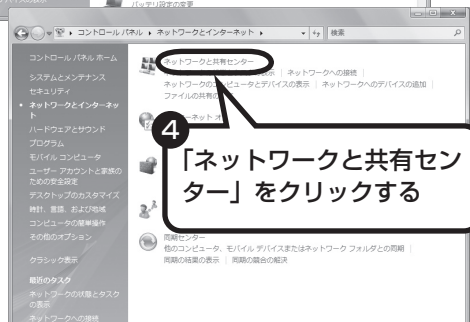 バッテリ設定の変更
コントロール パネル ▸ ネットワークとインターネット ▸
検索
コントロール パネル ホーム
システムとメンテナンス
セキュリティ
• ネットワークとインターネッ
ト
ハードウェアとサウンド
プログラム
モバイル コンピュータ
ユーザー アカウントと家族の
ための安全設定
デスクトップのカスタマイズ
時計、言語、および地域
コンピュータの簡単操作
その他のオプション
クラシック表示
最近のタスク
ネットワークの状態とタスク
の表示
ネットワークへの接続
ネットワークと共有センター
ネットワークへの接続
ネットワークのコンピュータとデバイスの表示 | ネットワークへのデバイスの追加
ファイルの共有の
4
「ネットワークと共有セン
ター」をクリックする
同期センター
他のコンピュータ、モバイル デバイスまたはネットワーク フォルダとの同期
同期の結果の表示 | 同期の競合の解決